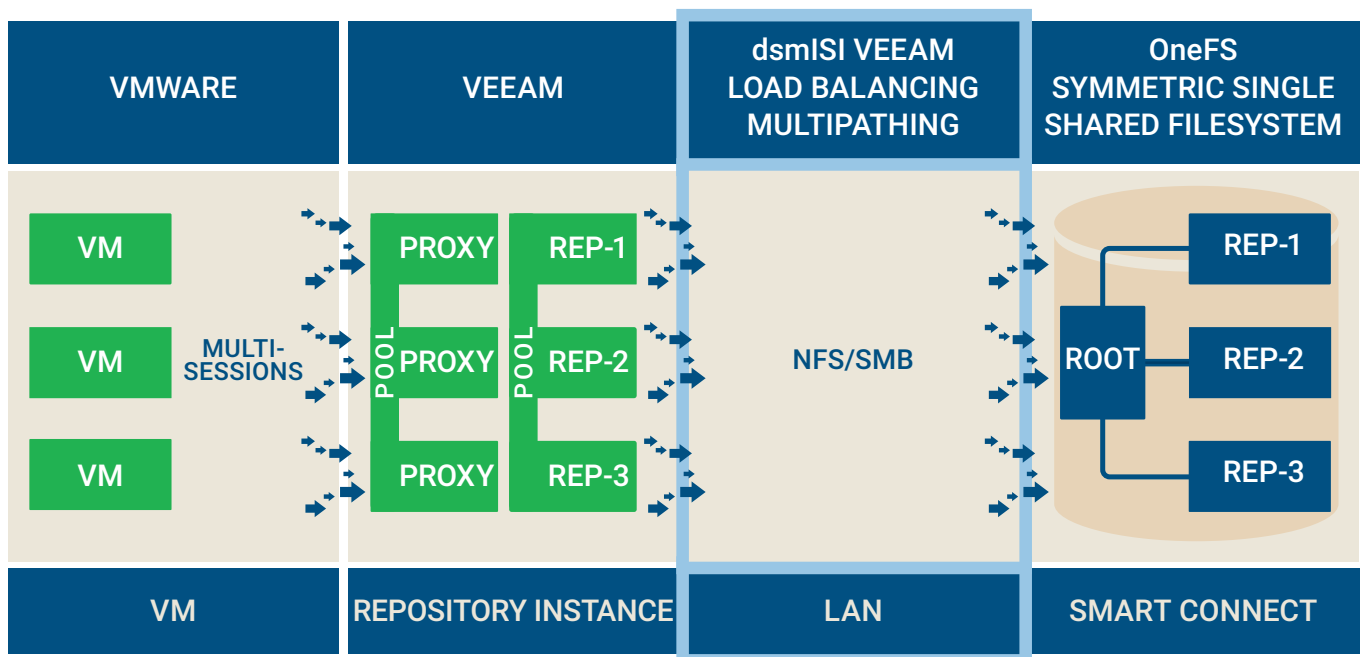 VMWARE
VEEAM
dsmISI VEEAM
LOAD BALANCING
MULTIPATHING
OneFS
SYMMETRIC SINGLE
SHARED FILESYSTEM
VM
VM
VM
MULTI-
SESSIONS
POOL
PROXY
PROXY
PROXY
POOL
REP-1
REP-2
REP-3
NFS/SMB
ROOT
REP-1
REP-2
REP-3
VM
REPOSITORY INSTANCE
LAN
SMART CONNECT